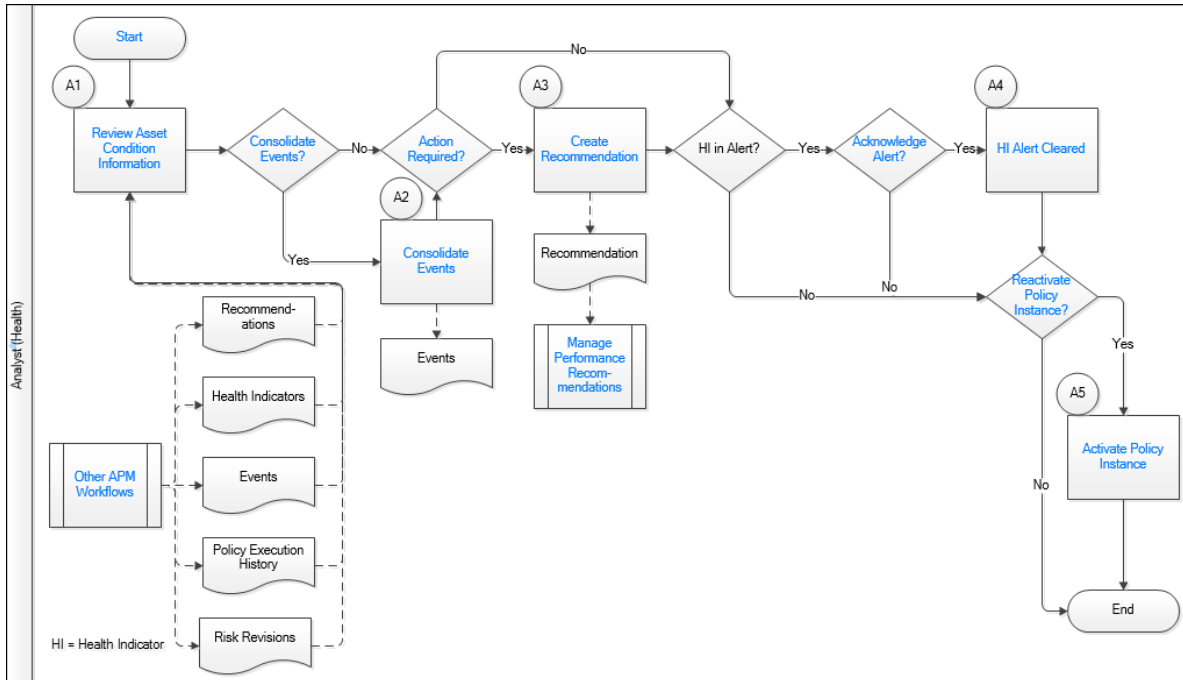 Start
A1
Review Asset
Condition
Information
Consolidate
Events?
No
Yes
Action
Required?
No
Yes
A2
Consolidate
Events
Events
A3
Create
Recommendation
Recommendation
Manage
Performance
Recom-
mendations
HI in Alert?
Yes
No
Acknowledge
Alert?
Yes
No
A4
HI Alert Cleared
Reactivate
Policy
Instance?
Yes
No
A5
Activate Policy
Instance
End
Analyst (Health)
Other APM
Workflows
Recommend-
ations
Health Indicators
Events
Policy Execution
History
Risk Revisions
HI = Health Indicator